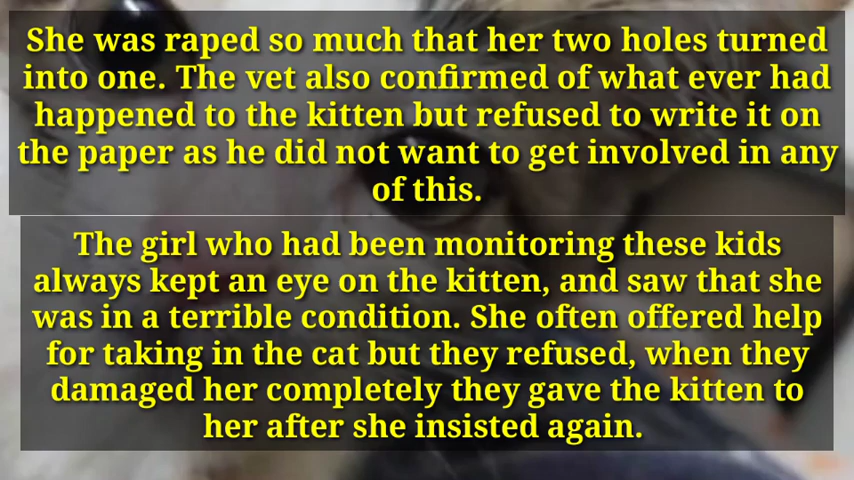 She was raped so much that her two holes turned
into one. The vet also confirmed of what ever had
happened to the kitten but refused to write it on
the paper as he did not want to get involved in any
of this.
The girl who had been monitoring these kids
always kept an eye on the kitten, and saw that she
was in a terrible condition. She often offered help
for taking in the cat but they refused, when they
damaged her completely they gave the kitten to
her after she insisted again.